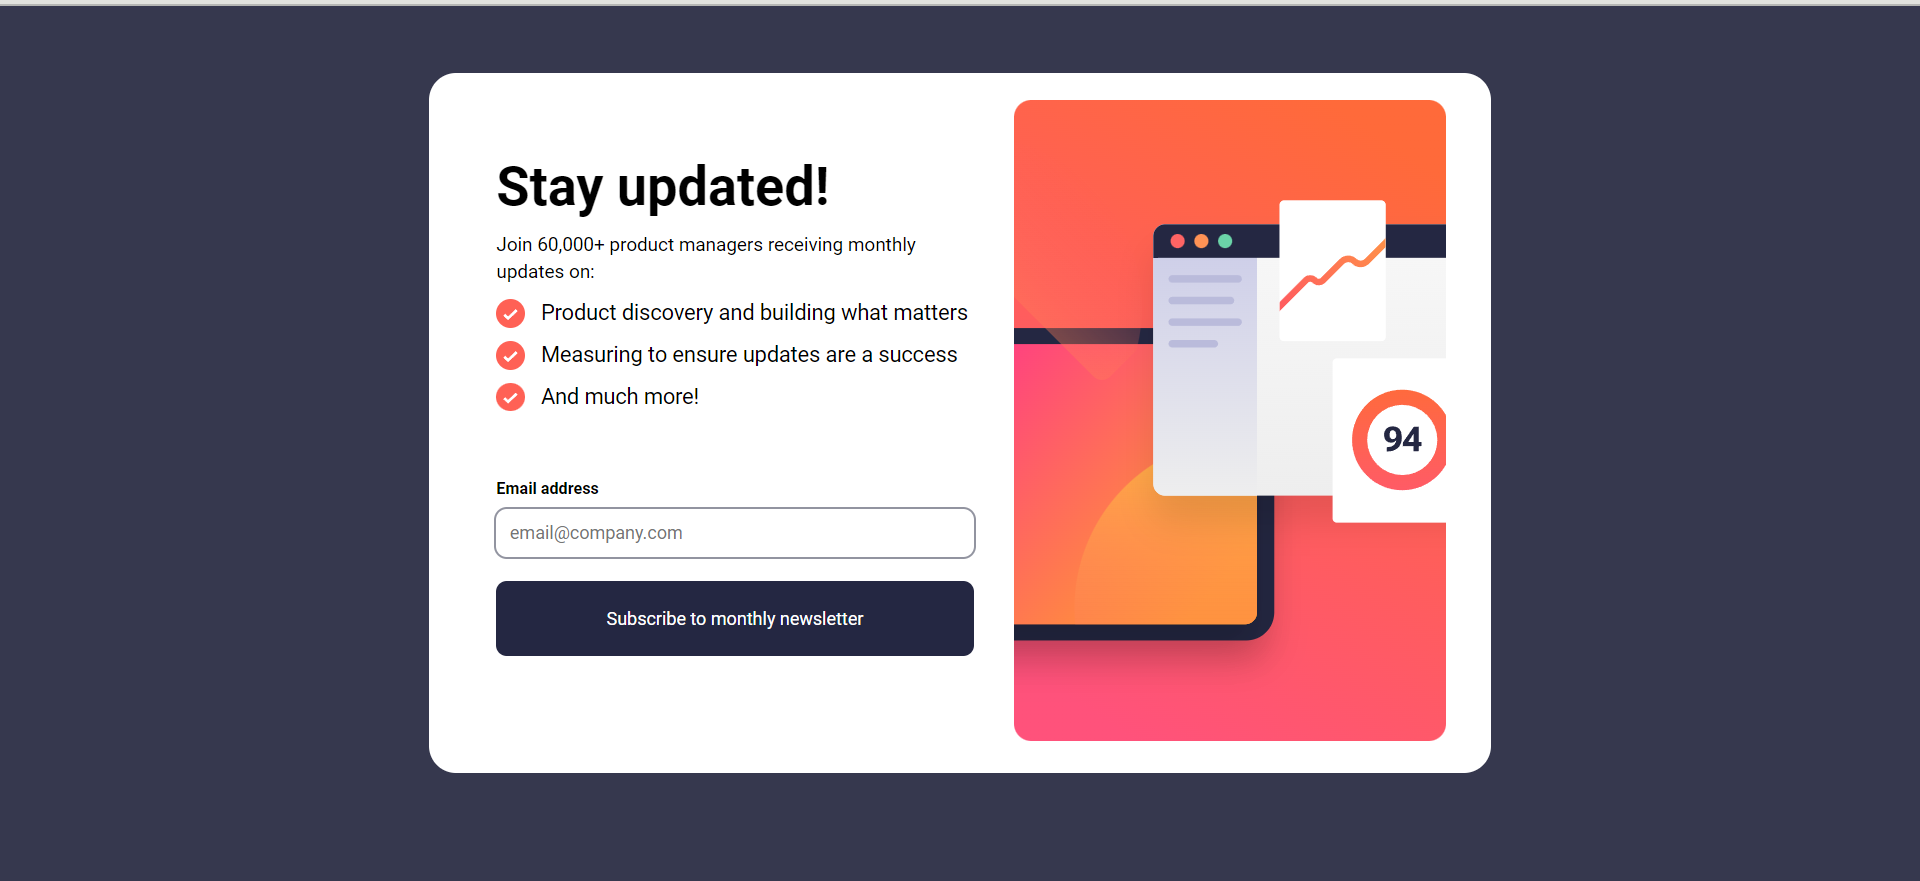 Stay updated!
Join 60,000+ product managers receiving monthly
updates on:
Product discovery and building what matters
Measuring to ensure updates are a success
And much more!
Email address
email@company.com
Subscribe to monthly newsletter
94